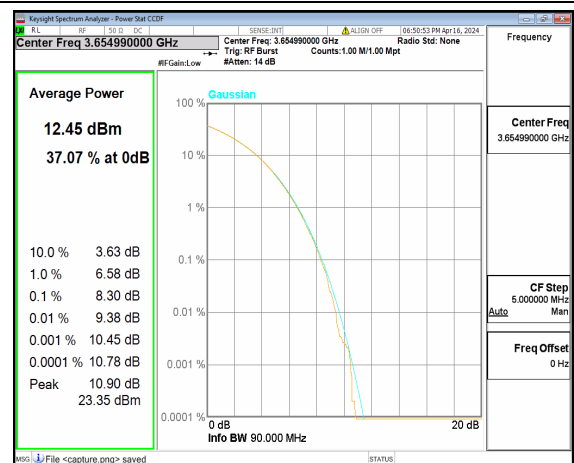 Keysight Spectrum Analyzer - Power Stat CCDF
RL RF 50 Ω DC SENSE:INT ALIGN OFF 06:50:53 PM Apr 16, 2024
Center Freq 3.654990000 GHz
Center Freq: 3.654990000 GHz Radio Std: None
Trig: RF Burst Counts:1.00 M/1.00 Mpt
#IFGain:Low #Atten: 14 dB
Frequency
Average Power
12.45 dBm
37.07 % at 0dB
10.0 % 3.63 dB
1.0 % 6.58 dB
0.1 % 8.30 dB
0.01 % 9.38 dB
0.001 % 10.45 dB
0.0001 % 10.78 dB
Peak 10.90 dB
23.35 dBm
Gaussian
100 %
10 %
1 %
0.1 %
0.01 %
0.001 %
0.0001 %
0 dB 20 dB
Info BW 90.000 MHz
Center Freq
3.654990000 GHz
CF Step
5.000000 MHz
Auto Man
Freq Offset
0 Hz
MSG File <capture.png> saved STATUS